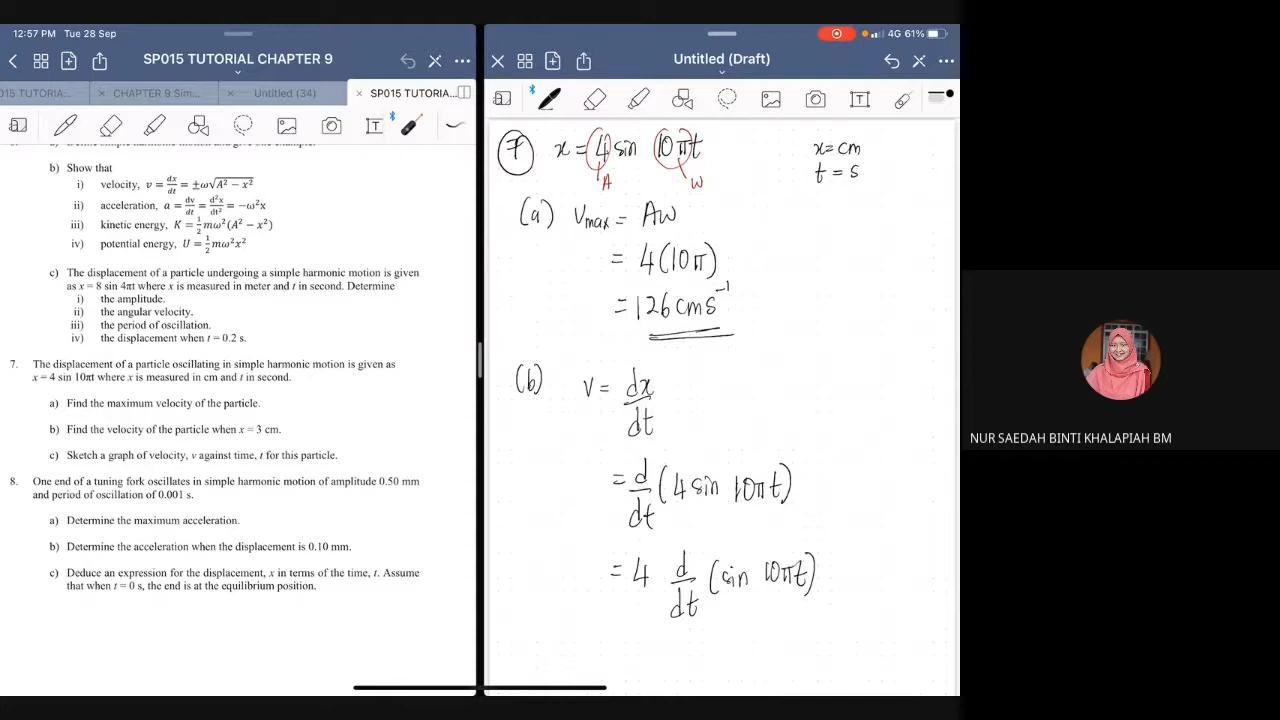 12:57 PM Tue 28 Sep
SP015 TUTORIAL CHAPTER 9
015 TUTORIA...
CHAPTER 9 Sim...
Untitled (34)
SP015 TUTORIA...
b) Show that
i) velocity, v = dx/dt = ±ω√(A² − x²)
ii) acceleration, a = dv/dt = d²x/dt² = −ω²x
iii) kinetic energy, K = 1/2 mω²(A² − x²)
iv) potential energy, U = 1/2 mω²x²
c) The displacement of a particle undergoing a simple harmonic motion is given
as x = 8 sin 4πt where x is measured in meter and t in second. Determine
i) the amplitude.
ii) the angular velocity.
iii) the period of oscillation.
iv) the displacement when t = 0.2 s.
7. The displacement of a particle oscillating in simple harmonic motion is given as
x = 4 sin 10πt where x is measured in cm and t in second.
a) Find the maximum velocity of the particle.
b) Find the velocity of the particle when x = 3 cm.
c) Sketch a graph of velocity, v against time, t for this particle.
8. One end of a tuning fork oscillates in simple harmonic motion of amplitude 0.50 mm
and period of oscillation of 0.001 s.
a) Determine the maximum acceleration.
b) Determine the acceleration when the displacement is 0.10 mm.
c) Deduce an expression for the displacement, x in terms of the time, t. Assume
that when t = 0 s, the end is at the equilibrium position.
4G 61%
Untitled (Draft)
7 x = 4 sin 10πt
A w
x = cm
t = s
(a) Vmax = Aw
= 4(10π)
= 126 cms⁻¹
(b) v = dx/dt
= d/dt (4 sin 10πt)
= 4 d/dt (sin 10πt)
NUR SAEDAH BINTI KHALAPIAH BM